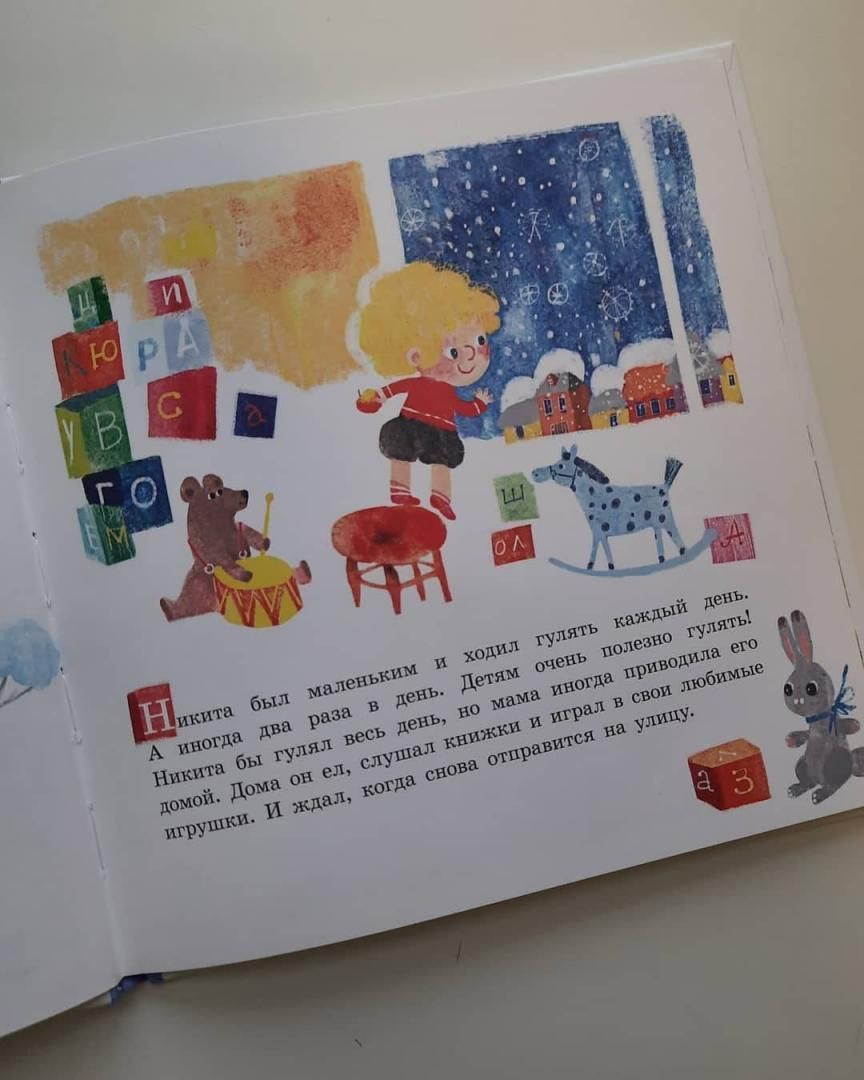 Д И
Л Ю Р А
У В С а
Г О
Ё М Ш
О Л А
Никита был маленьким и ходил гулять каждый день.
А иногда два раза в день. Детям очень полезно гулять!
Никита бы гулял весь день, но мама иногда приводила его
домой. Дома он ел, слушал книжки и играл в свои любимые
игрушки. И ждал, когда снова отправится на улицу.
а З